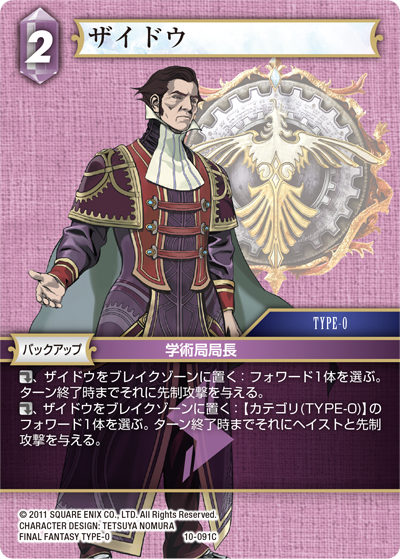 2
ザイドウ
TYPE-0
バックアップ
学術局局長
、ザイドウをブレイクゾーンに置く：フォワード1体を選ぶ。
ターン終了時までそれに先制攻撃を与える。
、ザイドウをブレイクゾーンに置く：【カテゴリ(TYPE-0)】の
フォワード1体を選ぶ。ターン終了時までそれにヘイストと先制
攻撃を与える。
© 2011 SQUARE ENIX CO., LTD. All Rights Reserved.
CHARACTER DESIGN: TETSUYA NOMURA
FINAL FANTASY TYPE-0
10-091C